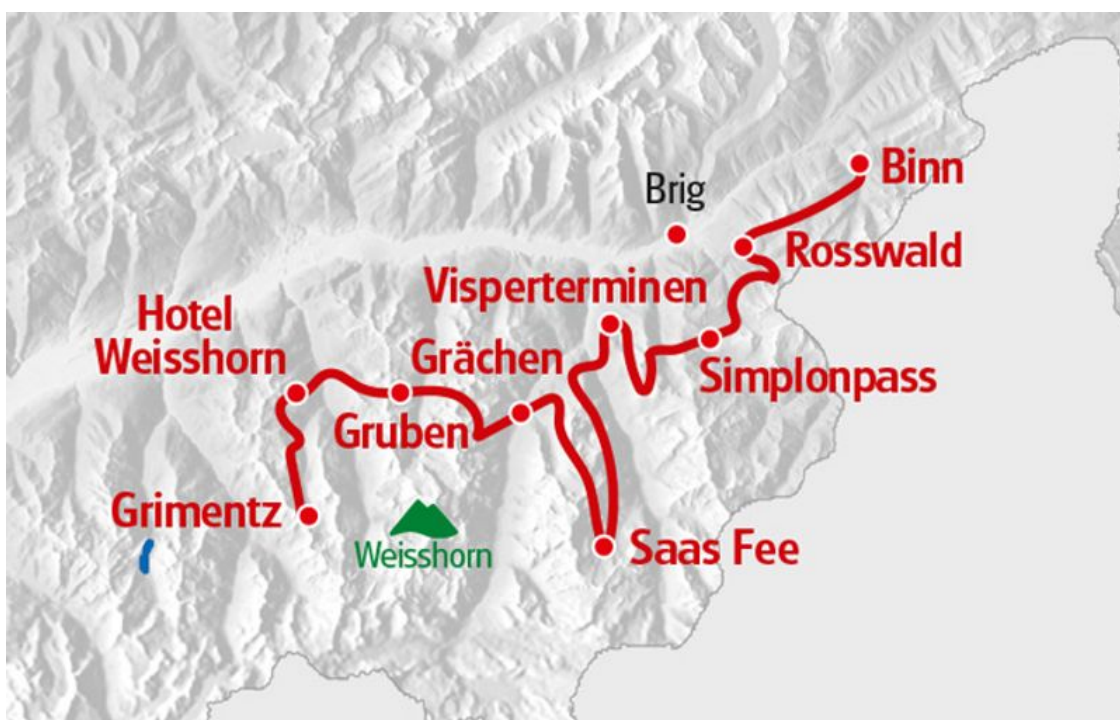 Binn
Brig
Rosswald
Visperterminen
Hotel
Weisshorn
Grächen
Simplonpass
Gruben
Grimentz
Weisshorn
Saas Fee